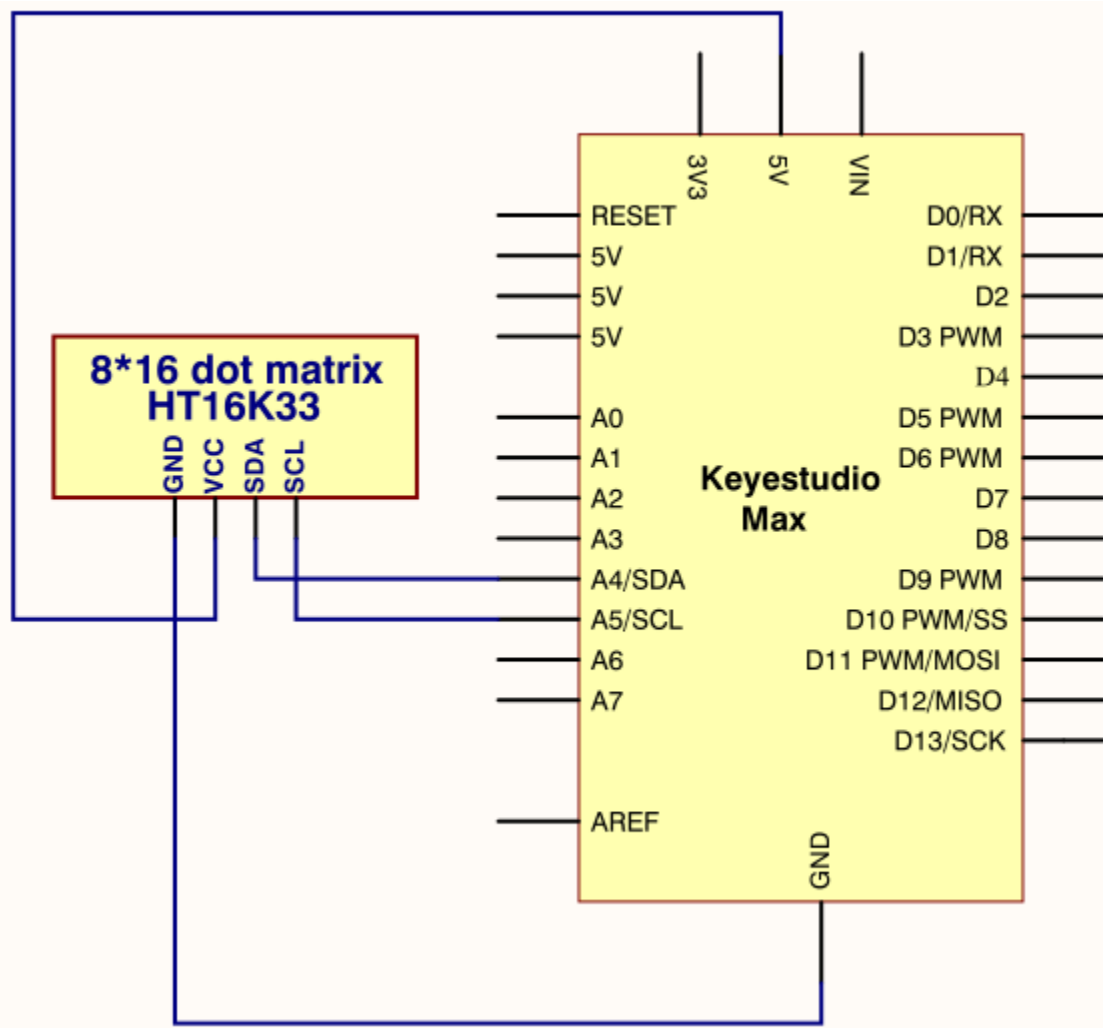 8*16 dot matrix
HT16K33
GND
VCC
SDA
SCL
3V3
5V
VIN
RESET
5V
5V
5V
A0
A1
A2
A3
A4/SDA
A5/SCL
A6
A7
AREF
Keyestudio
Max
D0/RX
D1/RX
D2
D3 PWM
D4
D5 PWM
D6 PWM
D7
D8
D9 PWM
D10 PWM/SS
D11 PWM/MOSI
D12/MISO
D13/SCK
GND